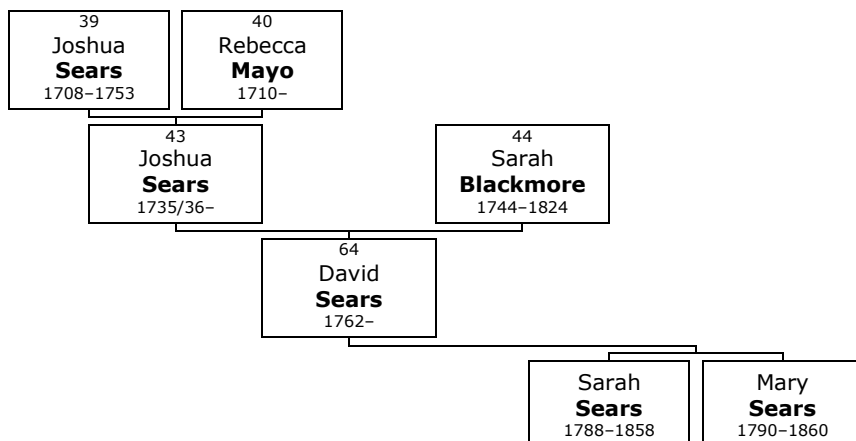 39
Joshua
Sears
1708–1753
40
Rebecca
Mayo
1710–
43
Joshua
Sears
1735/36–
44
Sarah
Blackmore
1744–1824
64
David
Sears
1762–
Sarah
Sears
1788–1858
Mary
Sears
1790–1860